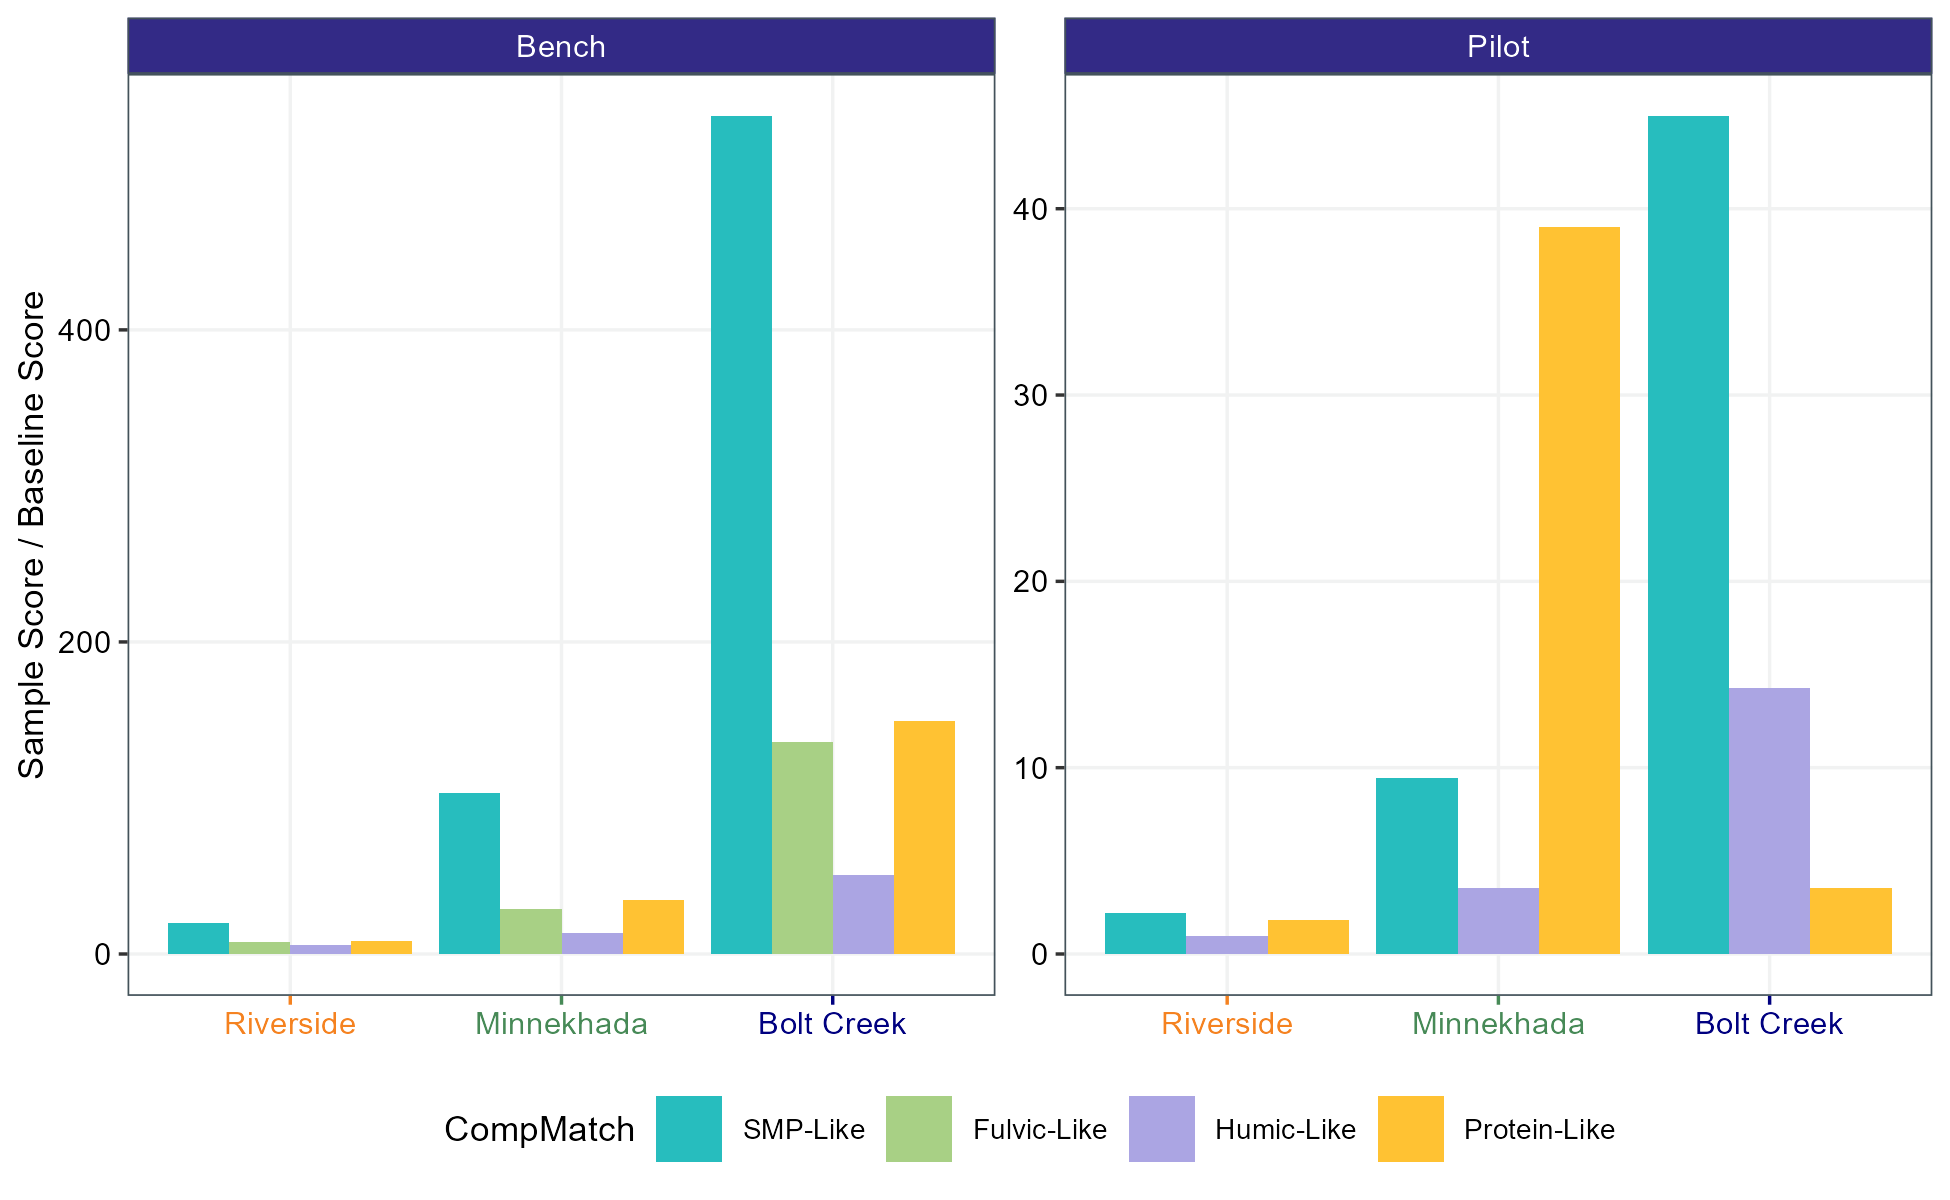 Bench
Pilot
Sample Score / Baseline Score
400
200
0
40
30
20
10
0
Riverside
Minnekhada
Bolt Creek
Riverside
Minnekhada
Bolt Creek
CompMatch SMP-Like Fulvic-Like Humic-Like Protein-Like